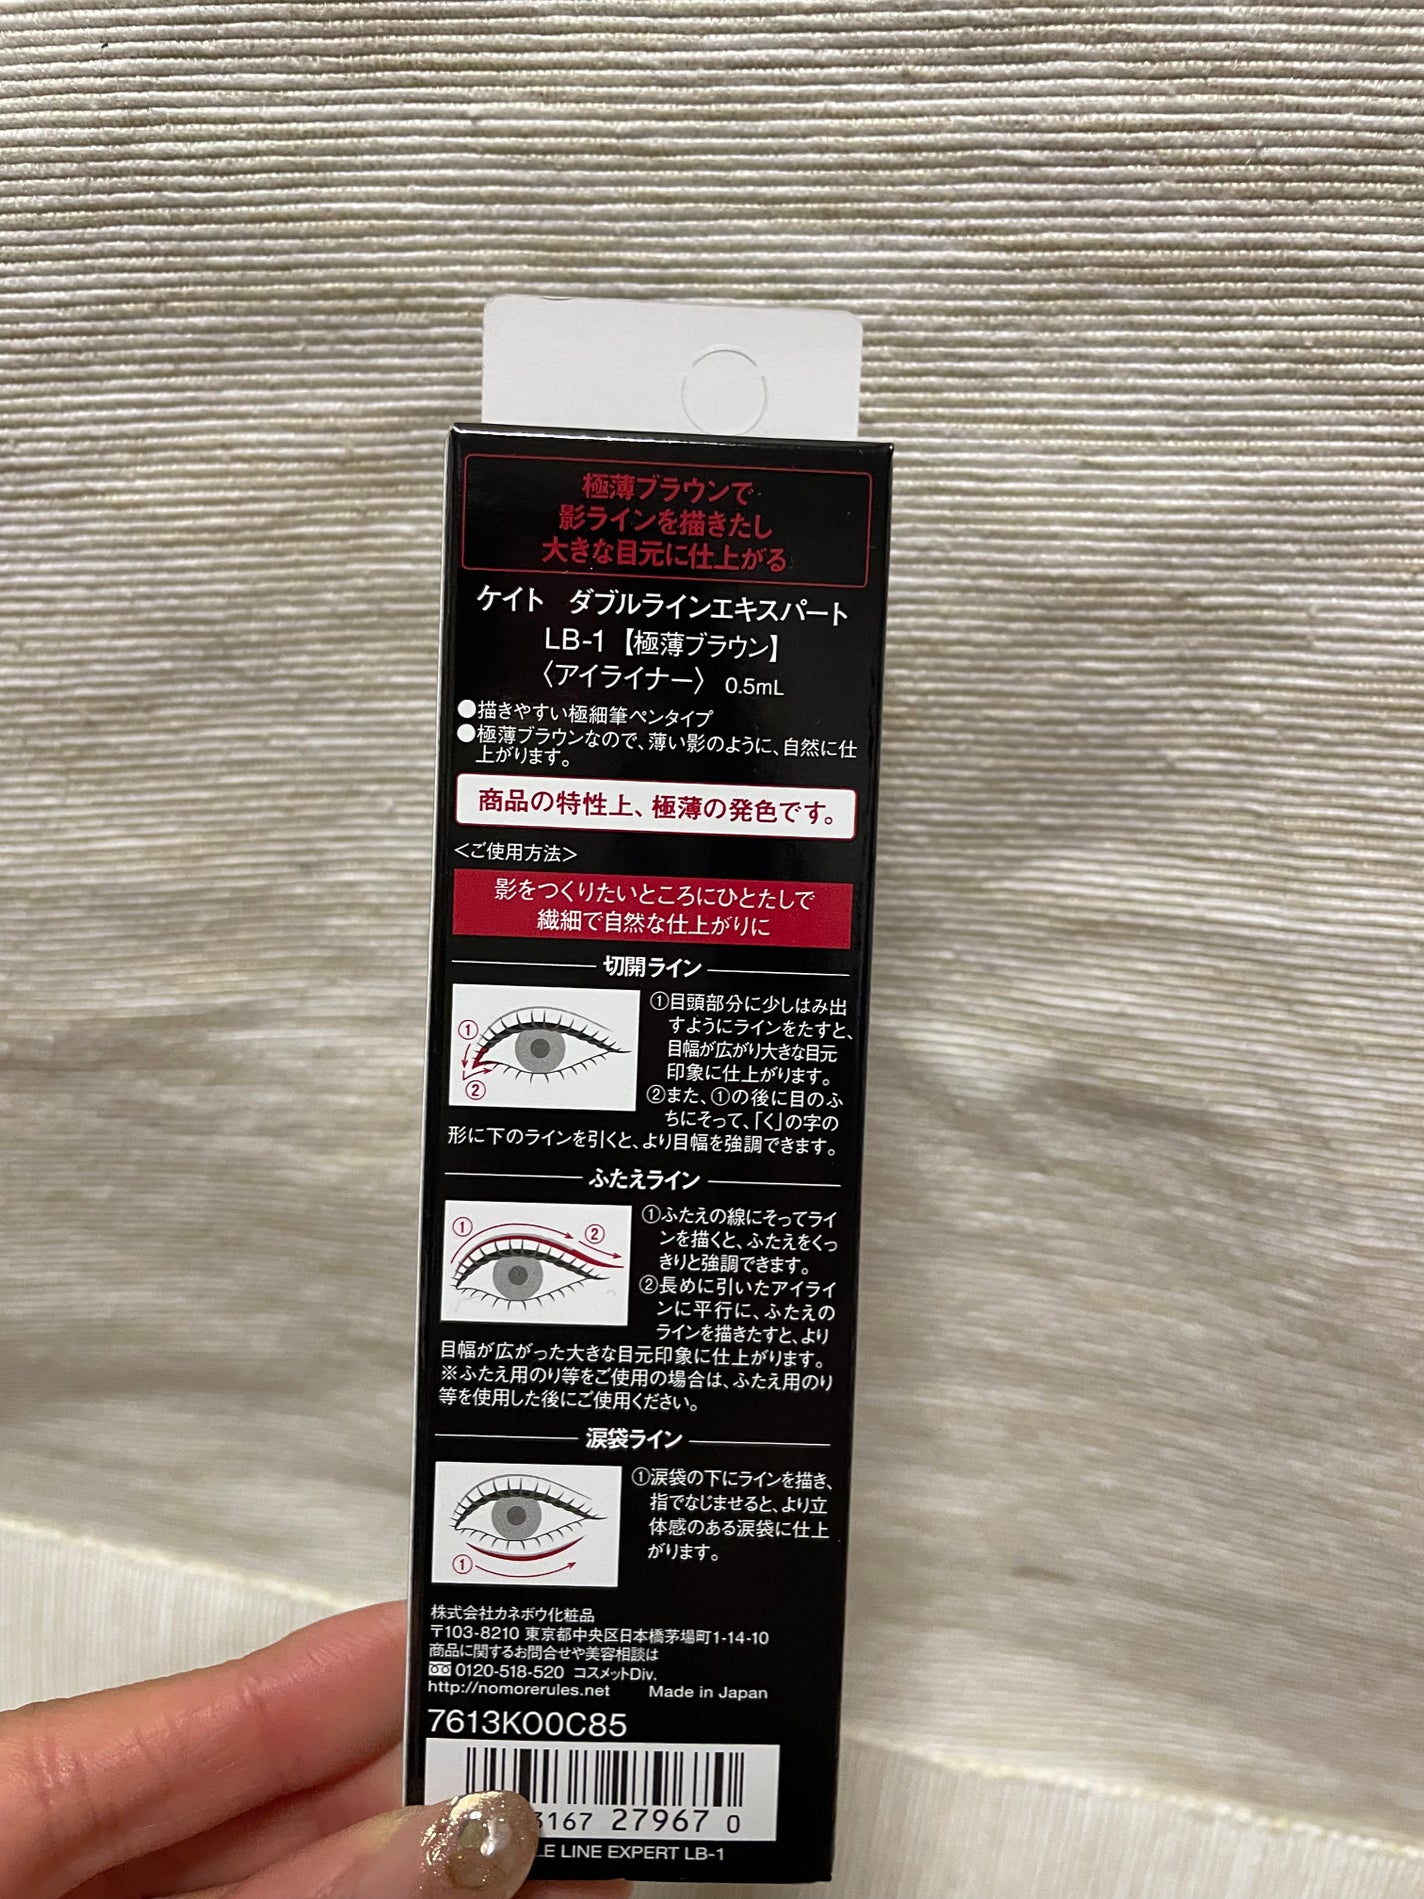 極薄ブラウンで
影ラインを描きたし
大きな目元に仕上がる
ケイト ダブルラインエキスパート
LB-1【極薄ブラウン】
〈アイライナー〉 0.5mL
●描きやすい極細筆ペンタイプ
●極薄ブラウンなので、薄い影のように、自然に仕
上がります。
商品の特性上、極薄の発色です。
＜ご使用方法＞
影をつくりたいところにひとたしで
繊細で自然な仕上がりに
切開ライン
①
②
①目頭部分に少しはみ出
すようにラインをたすと、
目幅が広がり大きな目元
印象に仕上がります。
②また、①の後に目のふ
ちにそって、「く」の字の
形に下のラインを引くと、より目幅を強調できます。
ふたえライン
① ②
①ふたえの線にそってライ
ンを描くと、ふたえをくっ
きりと強調できます。
②長めに引いたアイライ
ンに平行に、ふたえの
ラインを描きたすと、より
目幅が広がった大きな目元印象に仕上がります。
※ふたえ用のり等をご使用の場合は、ふたえ用のり
等を使用した後にご使用ください。
涙袋ライン
①
①涙袋の下にラインを描き、
指でなじませると、より立
体感のある涙袋に仕上
がります。
株式会社カネボウ化粧品
〒103-8210 東京都中央区日本橋茅場町1-14-10
商品に関するお問合せや美容相談は
0120-518-520 コスメットDiv.
http://nomorerules.net Made in Japan
7613KO0C85
3167 27967 0
LE LINE EXPERT LB-1